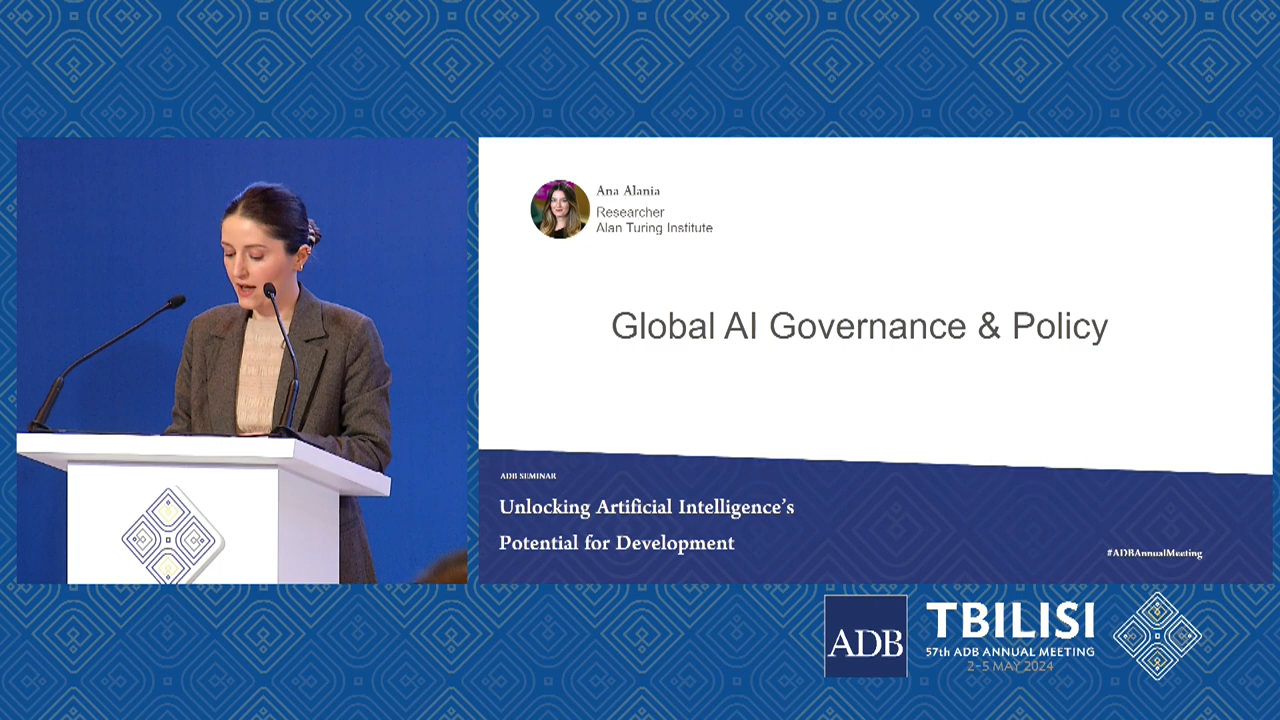 Ana Alania
Researcher
Alan Turing Institute
Global AI Governance & Policy
ADB SEMINAR
Unlocking Artificial Intelligence's
Potential for Development
#ADBAnnualMeeting
ADB
TBILISI
57th ADB ANNUAL MEETING
2-5 MAY 2024